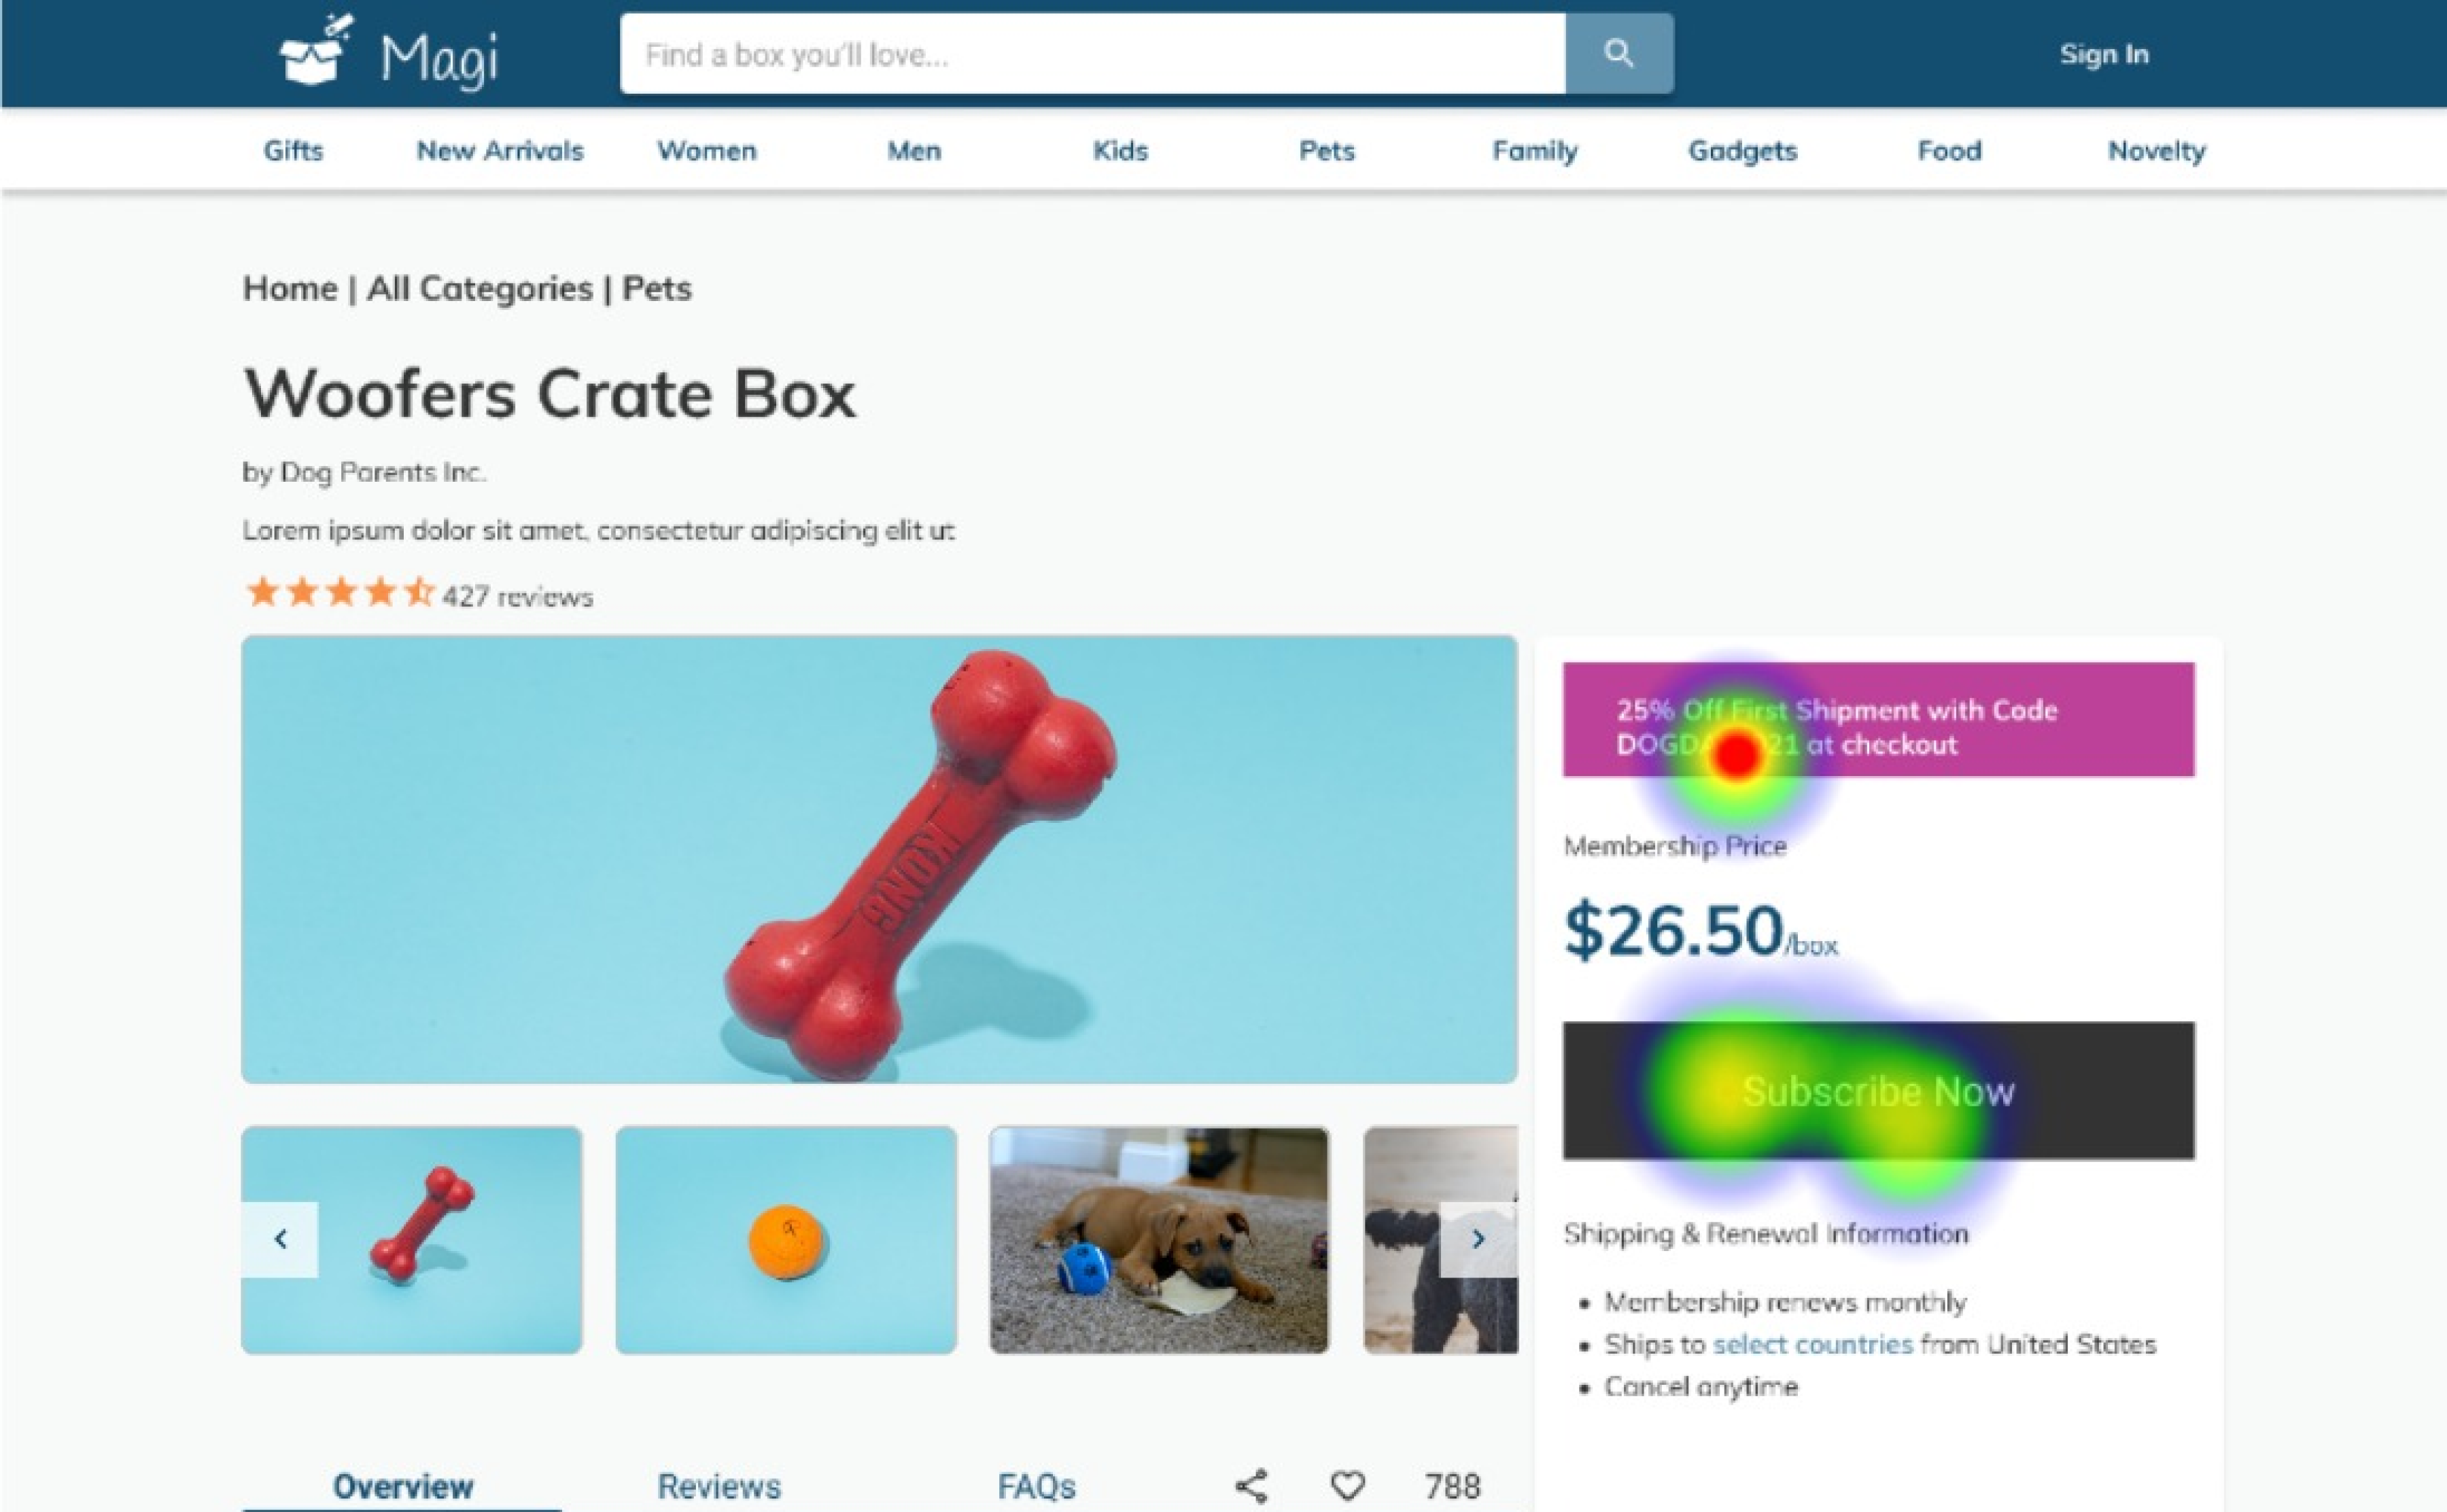 Magi
Find a box you'll love...
Sign In
Gifts New Arrivals Women Men Kids Pets Family Gadgets Food Novelty
Home | All Categories | Pets
Woofers Crate Box
by Dog Parents Inc.
Lorem ipsum dolor sit amet, consectetur adipiscing elit ut
427 reviews
KONG
25% Off First Shipment with Code
at checkout
Membership Price
$26.50/box
Subscribe Now
Shipping & Renewal Information
• Membership renews monthly
• Ships to select countries from United States
• Cancel anytime
Overview Reviews FAQs 788